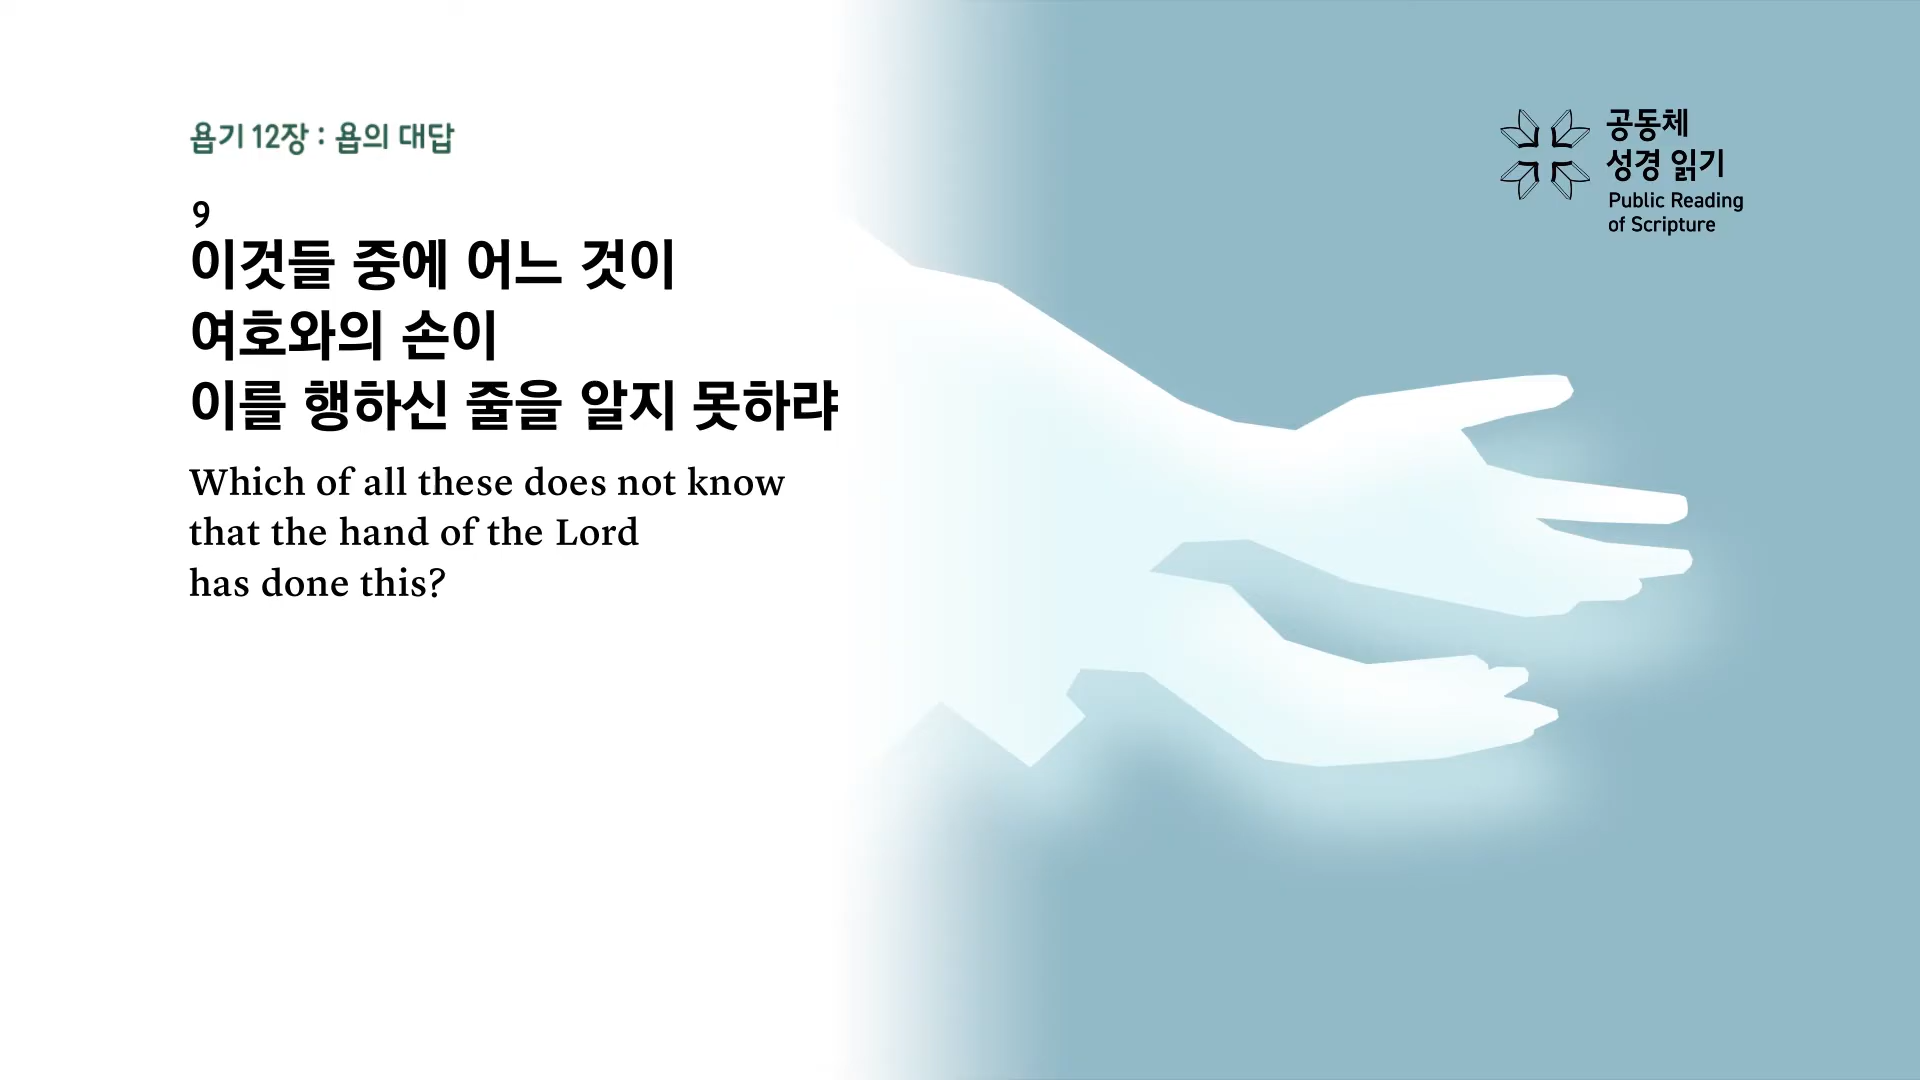 욥기 12장 : 욥의 대답
9
이것들 중에 어느 것이
여호와의 손이
이를 행하신 줄을 알지 못하랴
Which of all these does not know
that the hand of the Lord
has done this?
공동체
성경 읽기
Public Reading
of Scripture